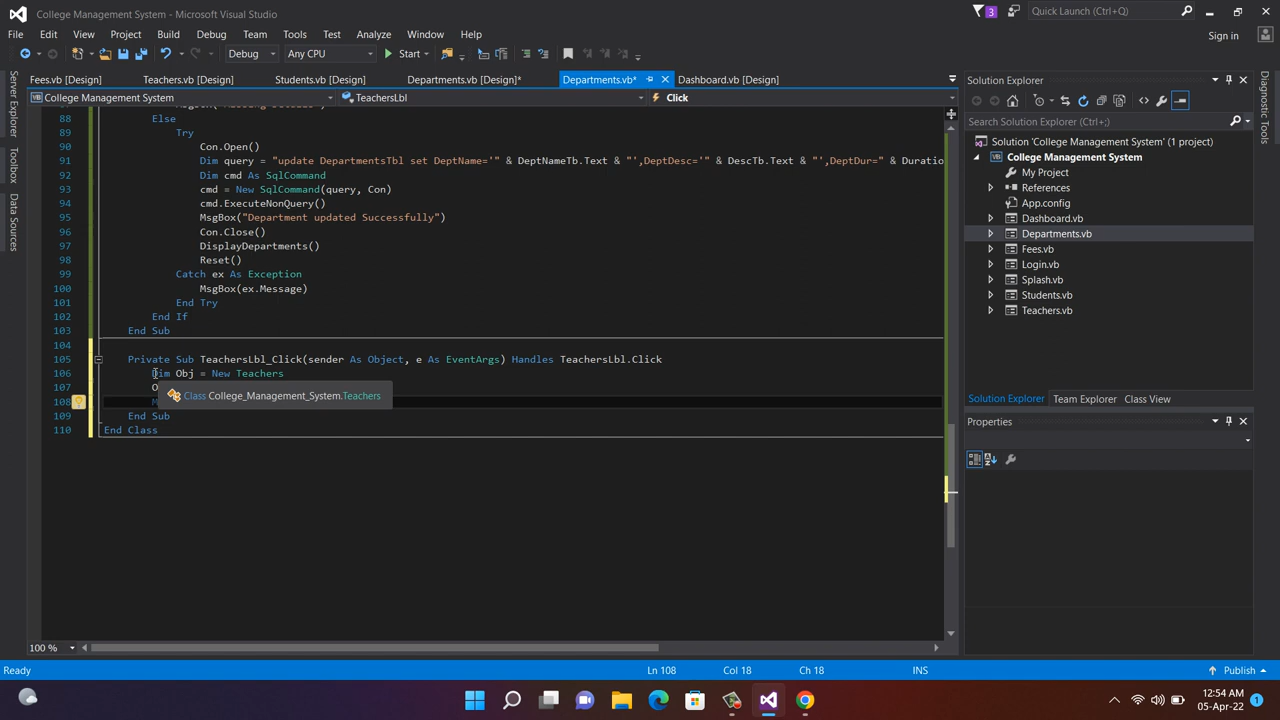 College Management System - Microsoft Visual Studio
3
Quick Launch (Ctrl+Q)
File Edit View Project Build Debug Team Tools Test Analyze Window Help
Sign in
Debug Any CPU Start
Fees.vb [Design] Teachers.vb [Design] Students.vb [Design] Departments.vb [Design]* Departments.vb* Dashboard.vb [Design]
College Management System TeachersLbl Click
88 Else
89 Try
90 Con.Open()
91 Dim query = "update DepartmentsTbl set DeptName='" & DeptNameTb.Text & "',DeptDesc='" & DescTb.Text & "',DeptDur=" & Duration
92 Dim cmd As SqlCommand
93 cmd = New SqlCommand(query, Con)
94 cmd.ExecuteNonQuery()
95 MsgBox("Department updated Successfully")
96 Con.Close()
97 DisplayDepartments()
98 Reset()
99 Catch ex As Exception
100 MsgBox(ex.Message)
101 End Try
102 End If
103 End Sub
104
105 Private Sub TeachersLbl_Click(sender As Object, e As EventArgs) Handles TeachersLbl.Click
106 Dim Obj = New Teachers
107
Class College_Management_System.Teachers
108
109 End Sub
110 End Class
100 %
Server Explorer
Toolbox
Data Sources
Solution Explorer
Search Solution Explorer (Ctrl+;)
Solution 'College Management System' (1 project)
College Management System
My Project
References
App.config
Dashboard.vb
Departments.vb
Fees.vb
Login.vb
Splash.vb
Students.vb
Teachers.vb
Solution Explorer Team Explorer Class View
Properties
Diagnostic Tools
Ready Ln 108 Col 18 Ch 18 INS Publish
12:54 AM
05-Apr-22
1